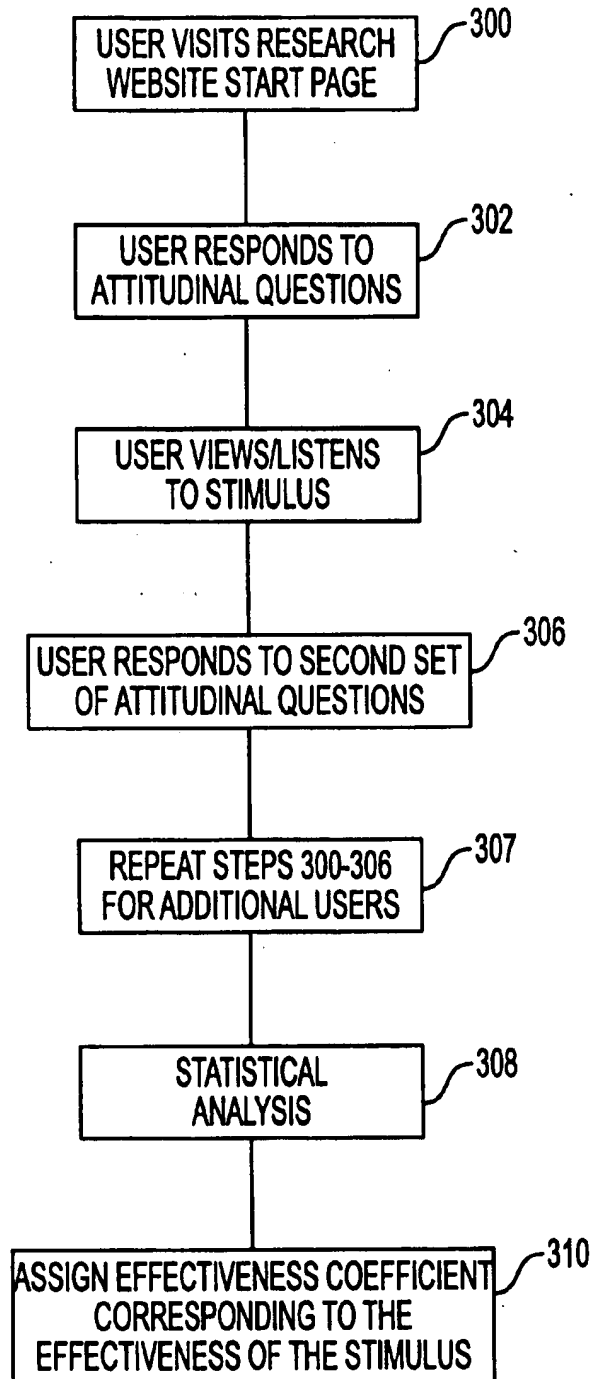 USER VISITS RESEARCH
WEBSITE START PAGE
300
USER RESPONDS TO
ATTITUDINAL QUESTIONS
302
USER VIEWS/LISTENS
TO STIMULUS
304
USER RESPONDS TO SECOND SET
OF ATTITUDINAL QUESTIONS
306
REPEAT STEPS 300-306
FOR ADDITIONAL USERS
307
STATISTICAL
ANALYSIS
308
ASSIGN EFFECTIVENESS COEFFICIENT
CORRESPONDING TO THE
EFFECTIVENESS OF THE STIMULUS
310